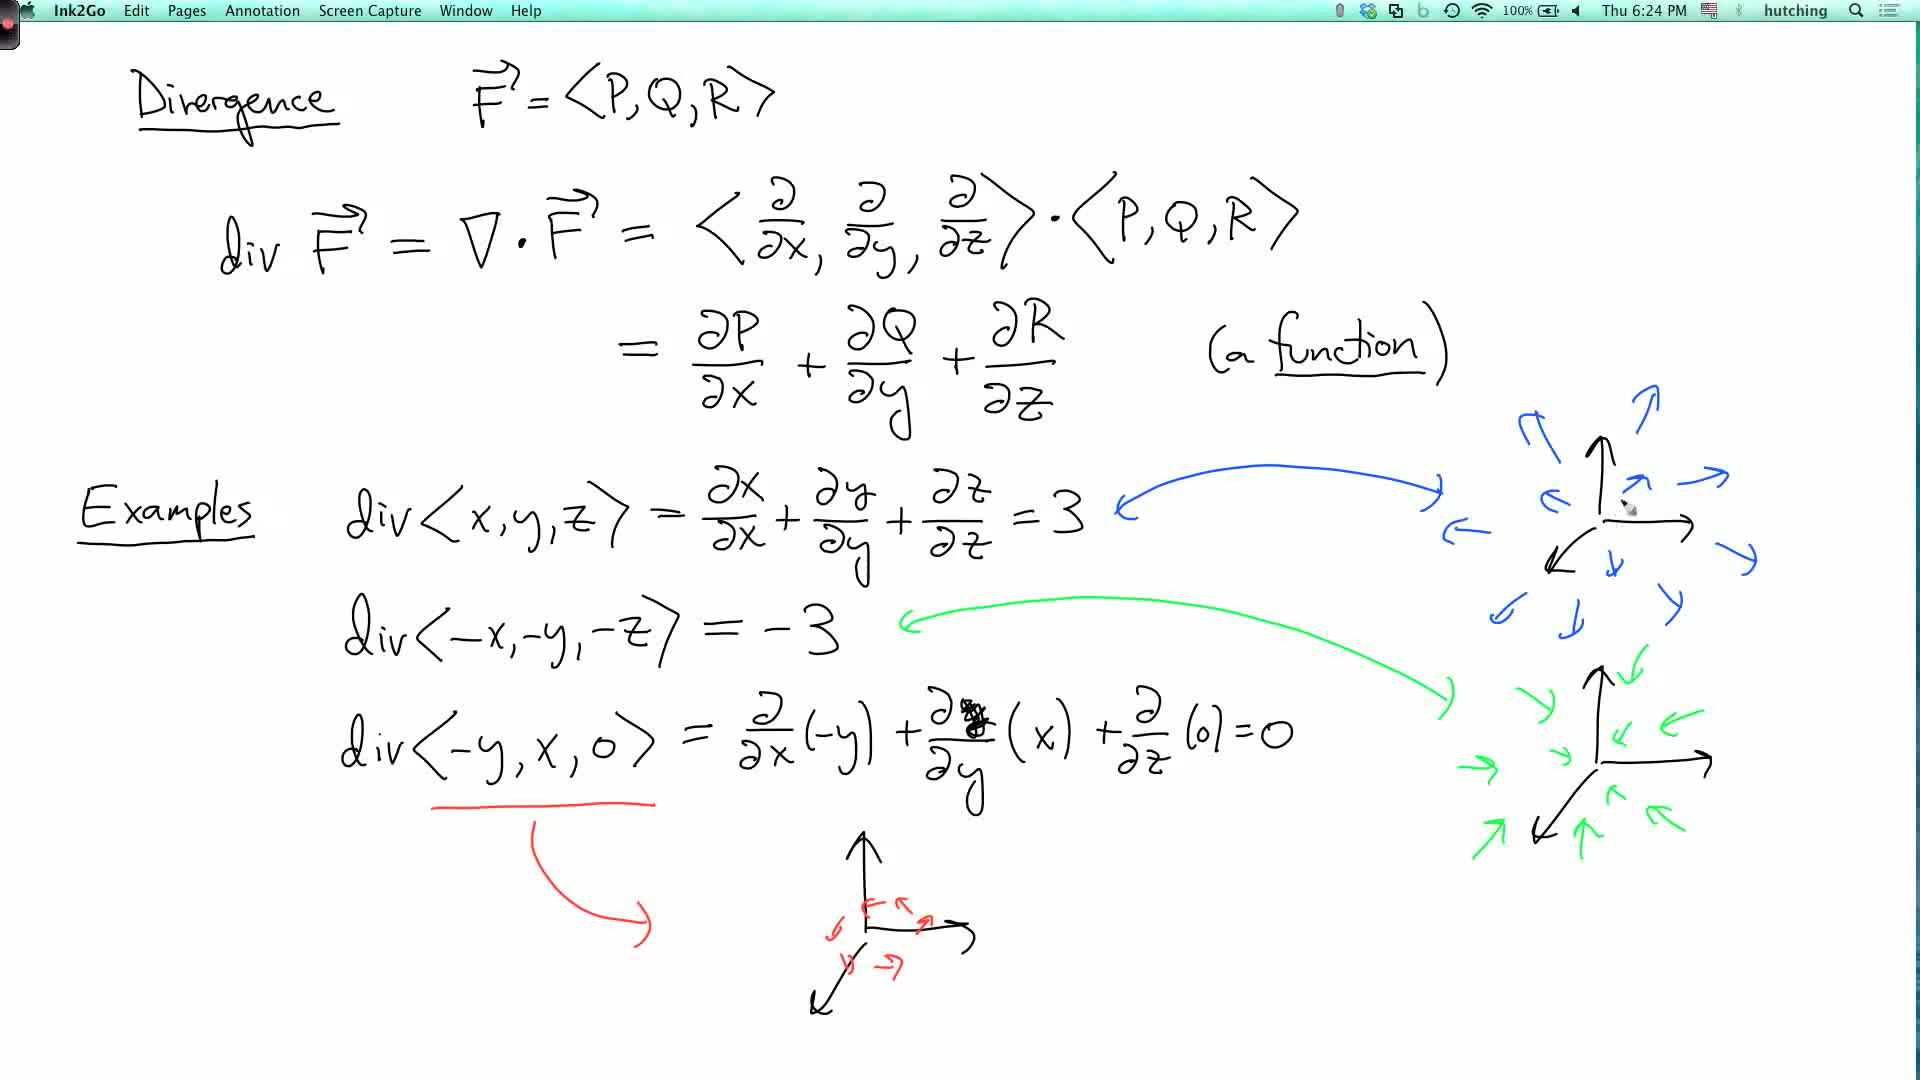 Ink2Go Edit Pages Annotation Screen Capture Window Help 100% Thu 6:24 PM hutching
Divergence F⃗ = ⟨P, Q, R⟩
div F⃗ = ∇ · F⃗ = ⟨∂/∂x, ∂/∂y, ∂/∂z⟩ · ⟨P, Q, R⟩
= ∂P/∂x + ∂Q/∂y + ∂R/∂z (a function)
Examples div⟨x, y, z⟩ = ∂x/∂x + ∂y/∂y + ∂z/∂z = 3
div⟨-x, -y, -z⟩ = -3
div⟨-y, x, 0⟩ = ∂/∂x (-y) + ∂/∂y (x) + ∂/∂z (0) = 0